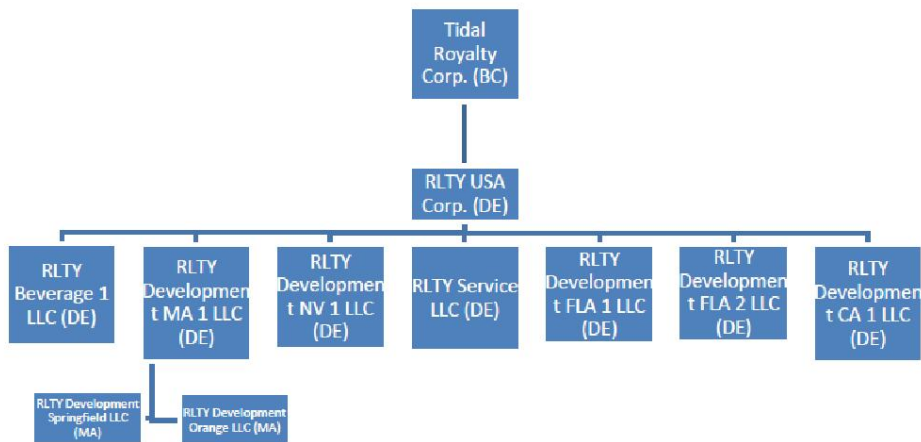 Tidal
Royalty
Corp. (BC)
RLTY USA
Corp. (DE)
RLTY
Beverage 1
LLC (DE)
RLTY
Developmen
t MA 1 LLC
(DE)
RLTY
Developmen
t NV 1 LLC
(DE)
RLTY Service
LLC (DE)
RLTY
Developmen
t FLA 1 LLC
(DE)
RLTY
Developmen
t FLA 2 LLC
(DE)
RLTY
Developmen
t CA 1 LLC
(DE)
RLTY Development
Springfield LLC
(MA)
RLTY Development
Orange LLC (MA)